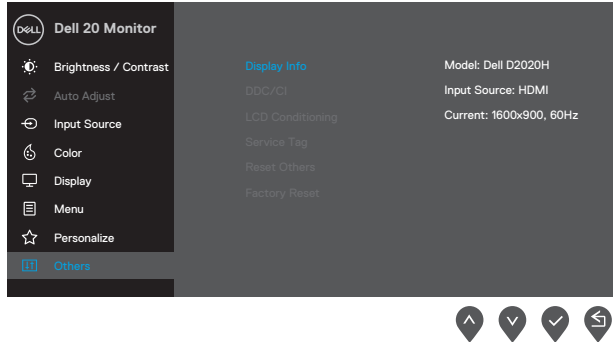 DELL Dell 20 Monitor
Brightness / Contrast
Auto Adjust
Input Source
Color
Display
Menu
Personalize
Others
Display Info
DDC/CI
LCD Conditioning
Service Tag
Reset Others
Factory Reset
Model: Dell D2020H
Input Source: HDMI
Current: 1600x900, 60Hz